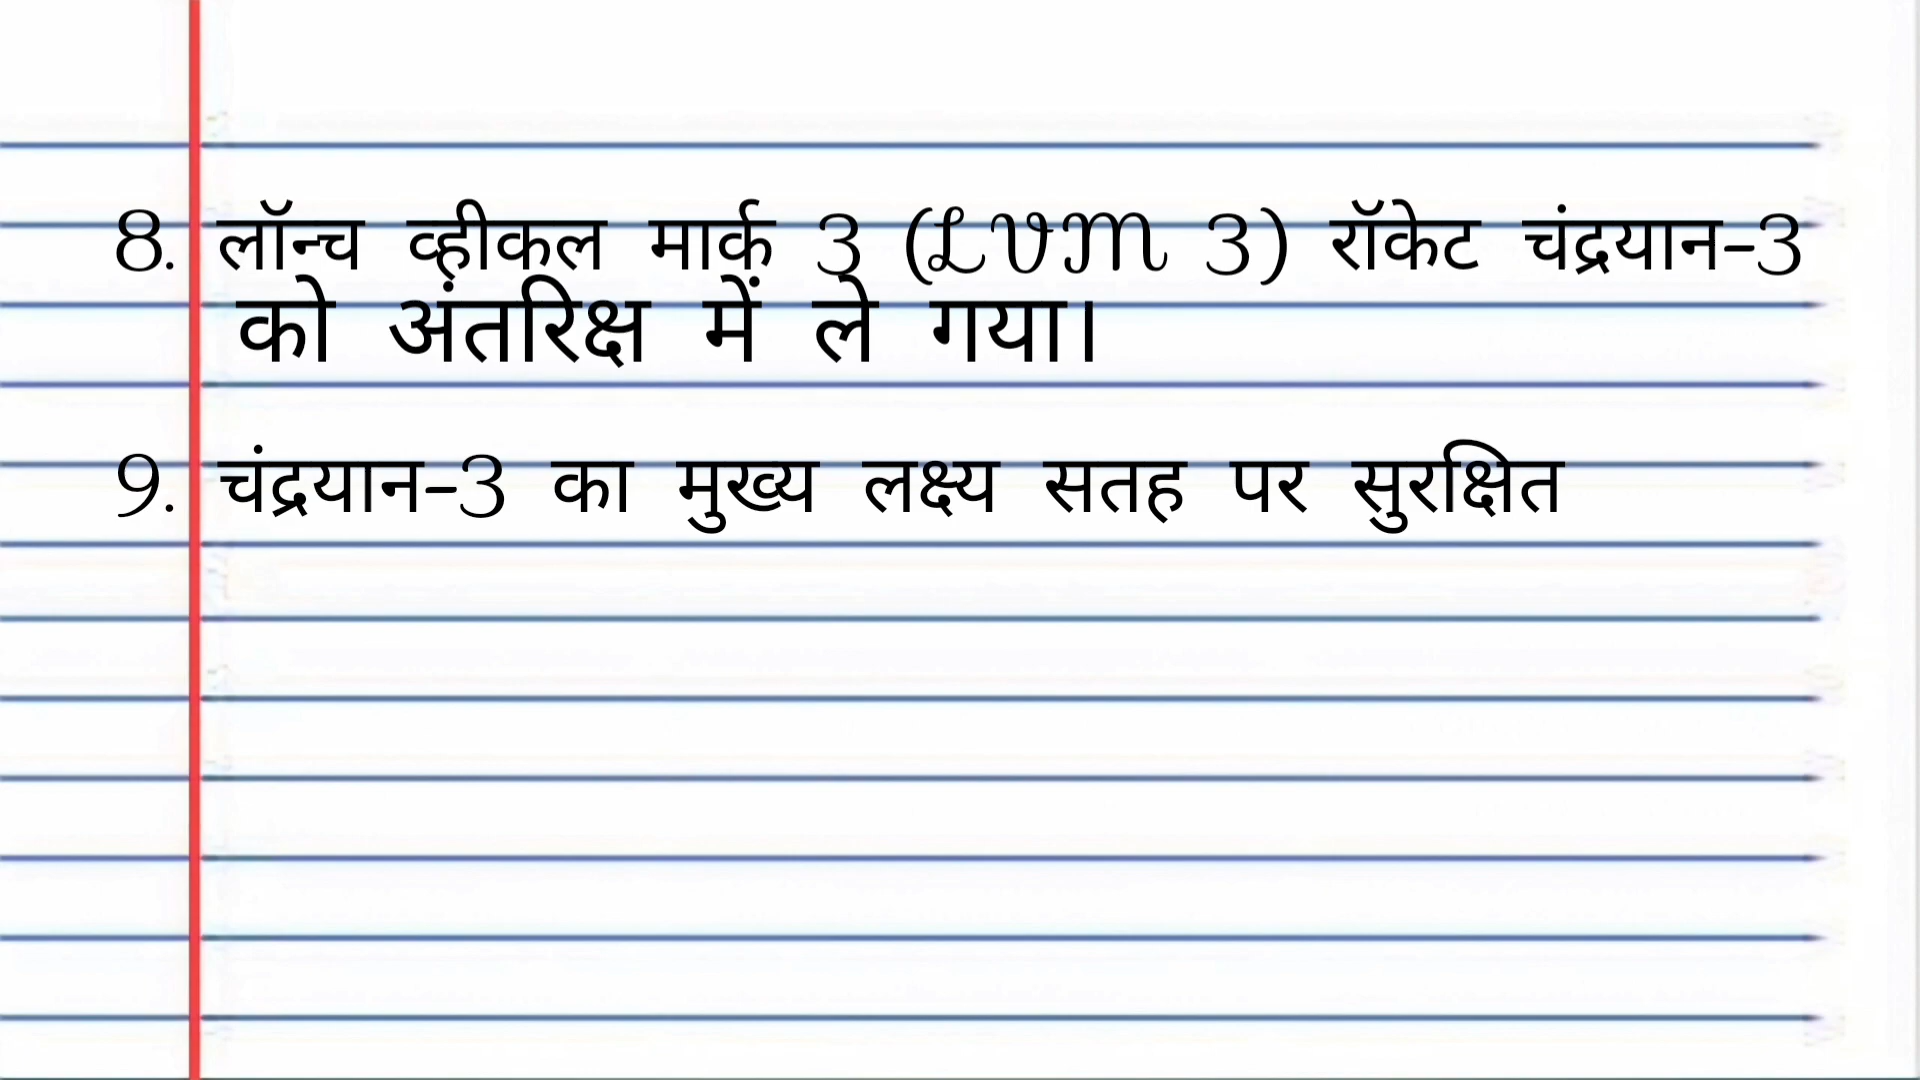 8. लॉन्च व्हीकल मार्क 3 (LVM 3) रॉकेट चंद्रयान-3
को अंतरिक्ष में ले गया।
9. चंद्रयान-3 का मुख्य लक्ष्य सतह पर सुरक्षित